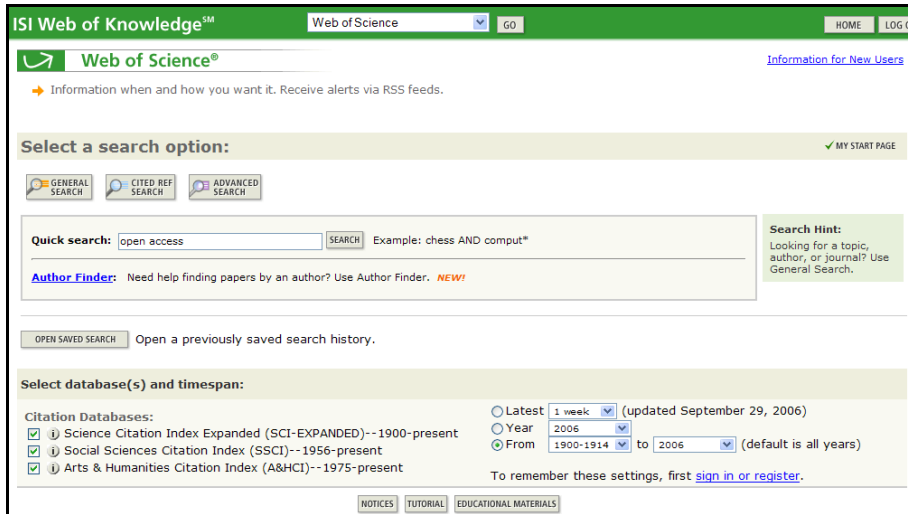 ISI Web of Knowledge℠ Web of Science GO HOME LOG
Web of Science® Information for New Users
Information when and how you want it. Receive alerts via RSS feeds.
Select a search option: MY START PAGE
GENERAL SEARCH CITED REF SEARCH ADVANCED SEARCH
Quick search: open access SEARCH Example: chess AND comput*
Author Finder: Need help finding papers by an author? Use Author Finder. NEW!
Search Hint:
Looking for a topic,
author, or journal? Use
General Search.
OPEN SAVED SEARCH Open a previously saved search history.
Select database(s) and timespan:
Citation Databases:
Science Citation Index Expanded (SCI-EXPANDED)--1900-present
Social Sciences Citation Index (SSCI)--1956-present
Arts & Humanities Citation Index (A&HCI)--1975-present
Latest 1 week (updated September 29, 2006)
Year 2006
From 1900-1914 to 2006 (default is all years)
To remember these settings, first sign in or register.
NOTICES TUTORIAL EDUCATIONAL MATERIALS